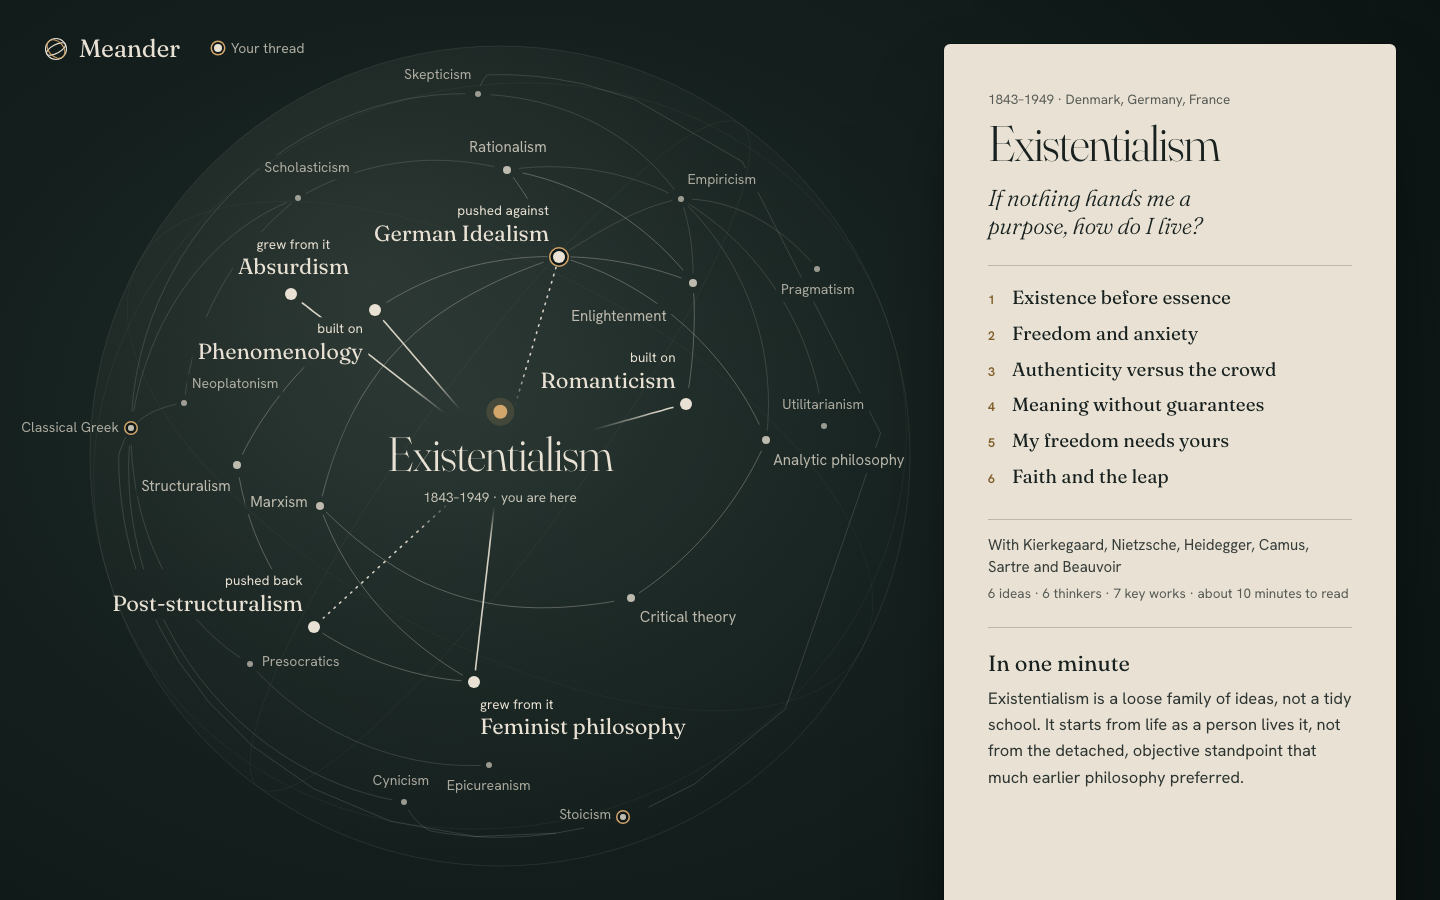 Meander
Your thread
Skepticism
Rationalism
Scholasticism
Empiricism
pushed against
German Idealism
grew from it
Absurdism
Pragmatism
Enlightenment
built on
Phenomenology
built on
Romanticism
Neoplatonism
Utilitarianism
Classical Greek
Existentialism
1843–1949 · you are here
Analytic philosophy
Structuralism
Marxism
pushed back
Post-structuralism
Critical theory
Presocratics
grew from it
Feminist philosophy
Cynicism
Epicureanism
Stoicism
1843–1949 · Denmark, Germany, France
Existentialism
If nothing hands me a
purpose, how do I live?
1 Existence before essence
2 Freedom and anxiety
3 Authenticity versus the crowd
4 Meaning without guarantees
5 My freedom needs yours
6 Faith and the leap
With Kierkegaard, Nietzsche, Heidegger, Camus,
Sartre and Beauvoir
6 ideas · 6 thinkers · 7 key works · about 10 minutes to read
In one minute
Existentialism is a loose family of ideas, not a tidy
school. It starts from life as a person lives it, not
from the detached, objective standpoint that
much earlier philosophy preferred.